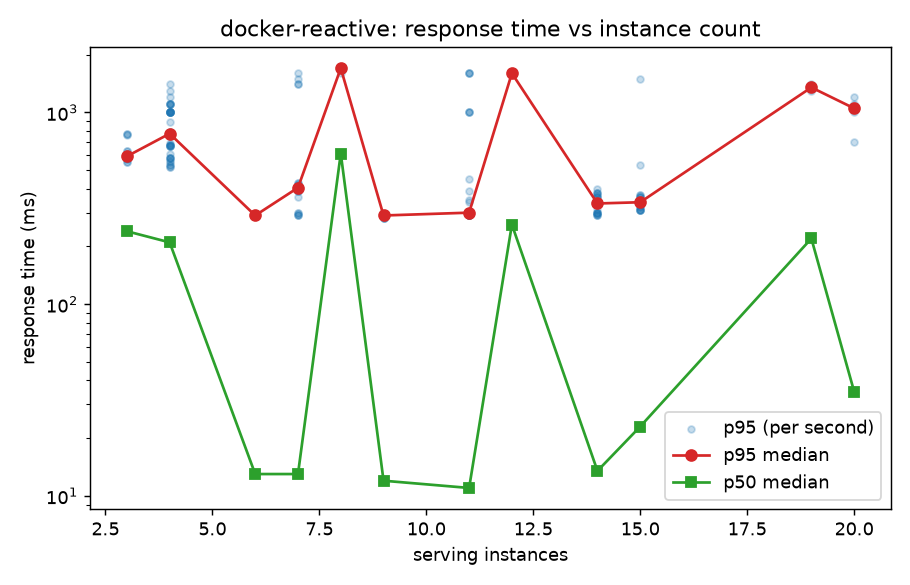 docker-reactive: response time vs instance count
response time (ms)
10³
10²
10¹
2.5 5.0 7.5 10.0 12.5 15.0 17.5 20.0
serving instances
p95 (per second)
p95 median
p50 median